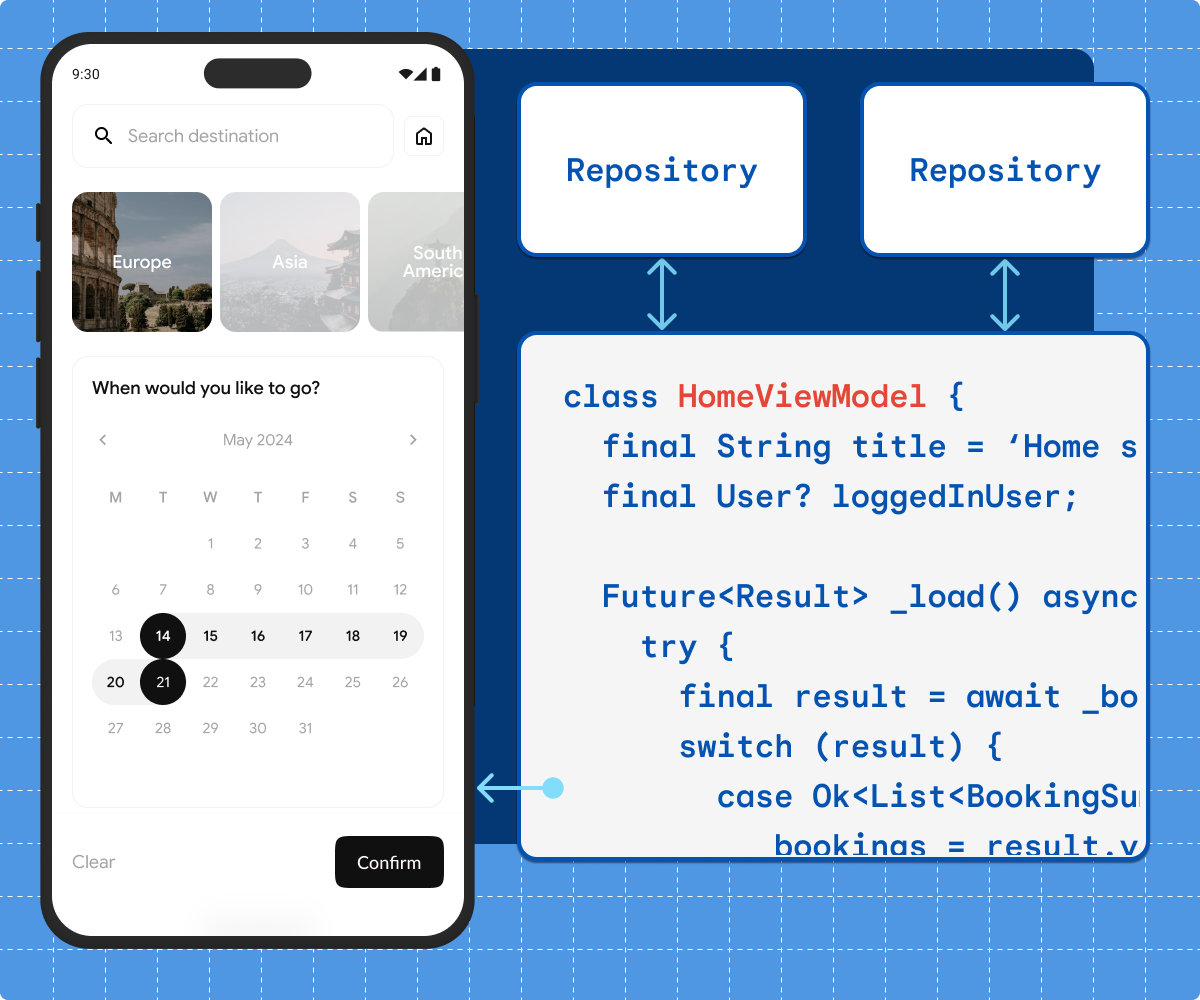 9:30
Search destination
Europe
Asia
South
Americ
When would you like to go?
May 2024
M T W T F S S
1 2 3 4 5
6 7 8 9 10 11 12
13 14 15 16 17 18 19
20 21 22 23 24 25 26
27 28 29 30 31
Clear
Confirm
Repository
Repository
class HomeViewModel {
final String title = ‘Home s
final User? loggedInUser;
Future<Result> _load() async
try {
final result = await _bo
switch (result) {
case Ok<List<BookingSu
bookings = result.v